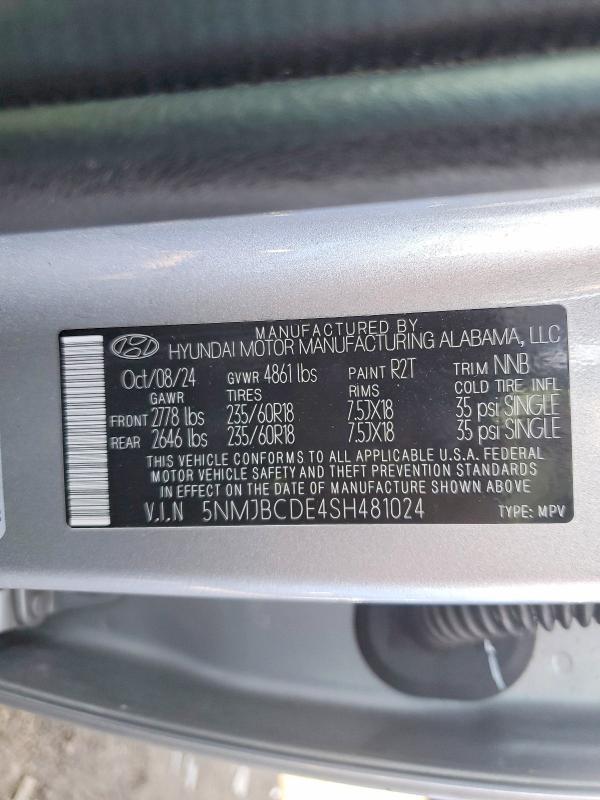 MANUFACTURED BY
HYUNDAI MOTOR MANUFACTURING ALABAMA, LLC
Oct/08/24 GVWR 4861 lbs PAINT R2T TRIM NNB
GAWR TIRES RIMS COLD TIRE INFL
FRONT 2778 lbs 235/60R18 7.5JX18 35 psi SINGLE
REAR 2646 lbs 235/60R18 7.5JX18 35 psi SINGLE
THIS VEHICLE CONFORMS TO ALL APPLICABLE U.S.A. FEDERAL
MOTOR VEHICLE SAFETY AND THEFT PREVENTION STANDARDS
IN EFFECT ON THE DATE OF MANUFACTURE SHOWN ABOVE
V.I.N 5NMJBCDE4SH481024 TYPE: MPV